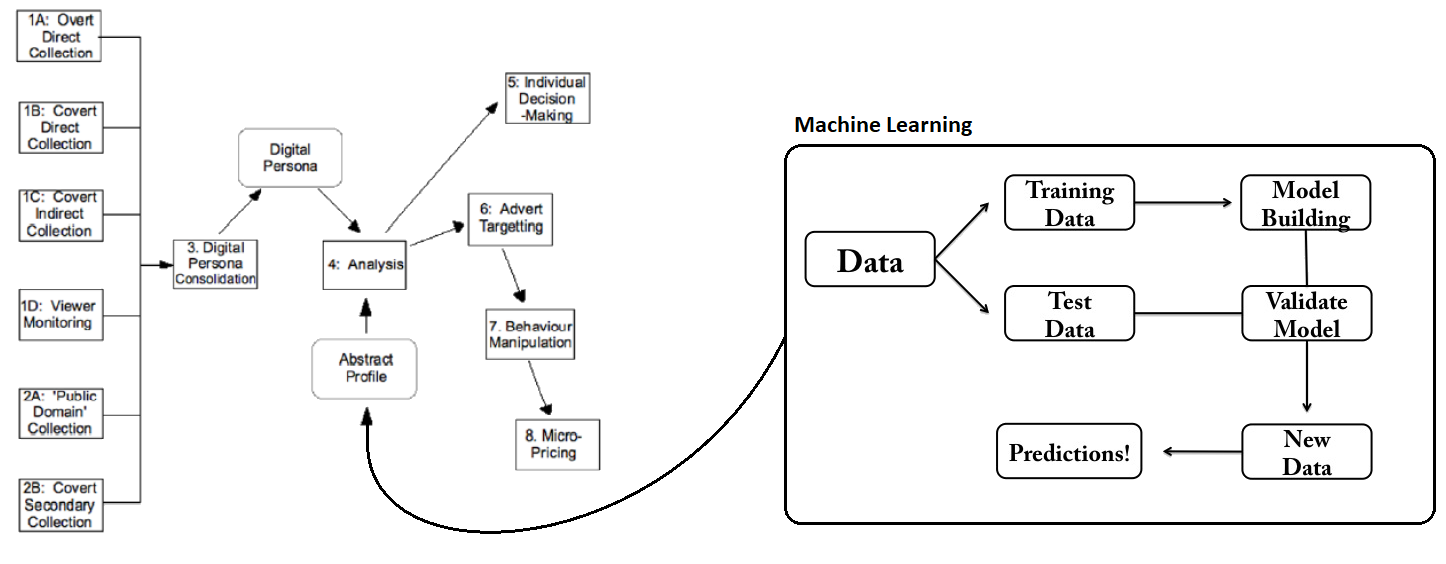 1A: Overt
Direct
Collection
1B: Covert
Direct
Collection
1C: Covert
Indirect
Collection
1D: Viewer
Monitoring
2A: 'Public
Domain'
Collection
2B: Covert
Secondary
Collection
3. Digital
Persona
Consolidation
Digital
Persona
4: Analysis
Abstract
Profile
5: Individual
Decision
-Making
6: Advert
Targetting
7. Behaviour
Manipulation
8. Micro-
Pricing
Machine Learning
Data
Training
Data
Model
Building
Test
Data
Validate
Model
New
Data
Predictions!